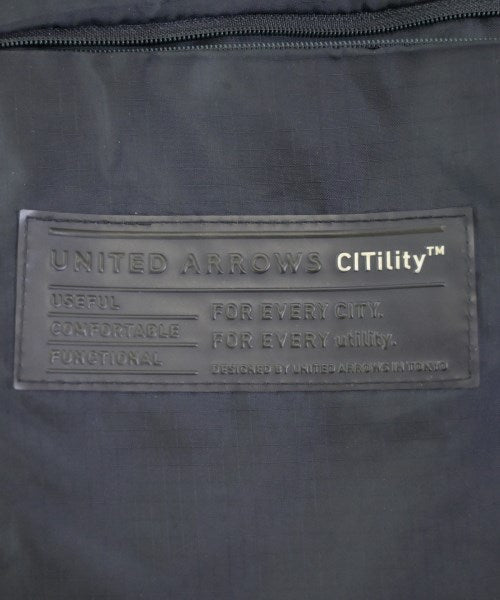 UNITED ARROWS CITility™
USEFUL
COMFORTABLE
FUNCTIONAL
FOR EVERY CITY.
FOR EVERY utility.
DESIGNED BY UNITED ARROWS IN TOKYO